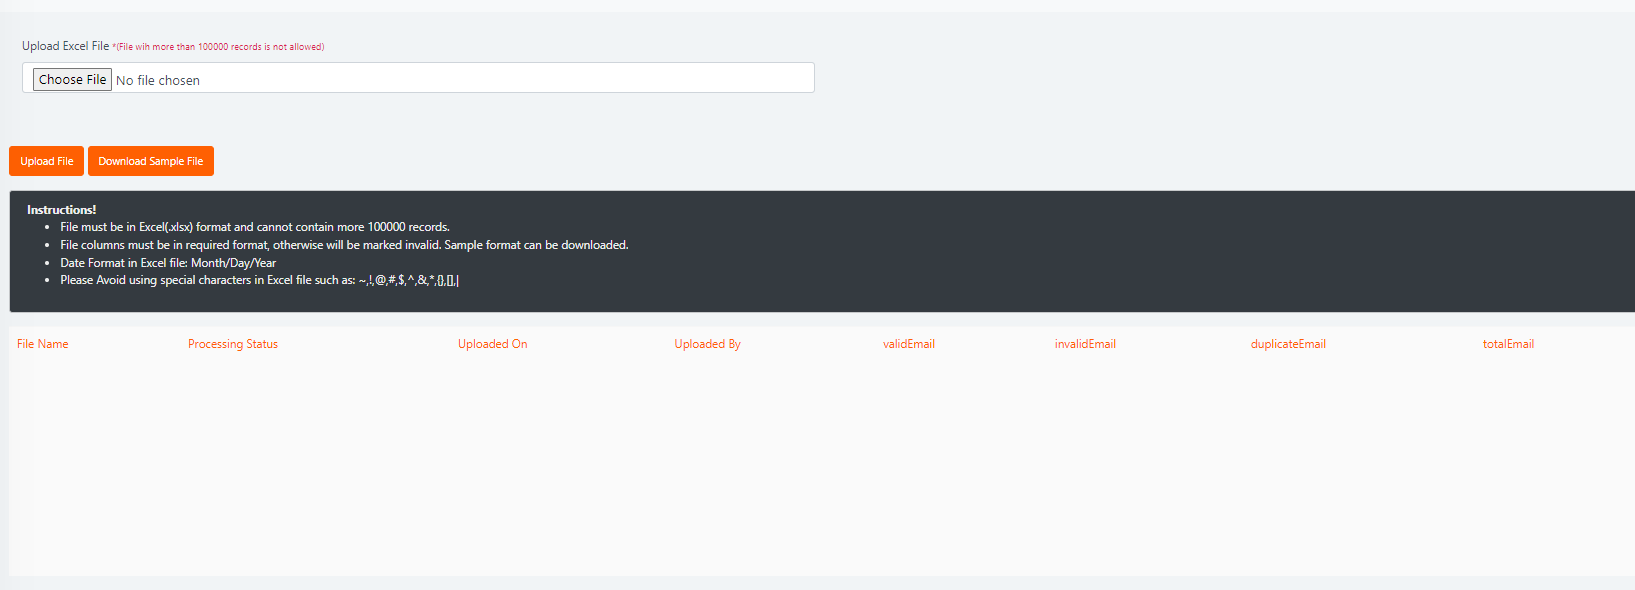 Upload Excel File *(File wih more than 100000 records is not allowed)
Choose File No file chosen
Upload File Download Sample File
Instructions!
• File must be in Excel(.xlsx) format and cannot contain more 100000 records.
• File columns must be in required format, otherwise will be marked invalid. Sample format can be downloaded.
• Date Format in Excel file: Month/Day/Year
• Please Avoid using special characters in Excel file such as: ~,!,@,#,$,^,&,*,{},[],|
File Name Processing Status Uploaded On Uploaded By validEmail invalidEmail duplicateEmail totalEmail